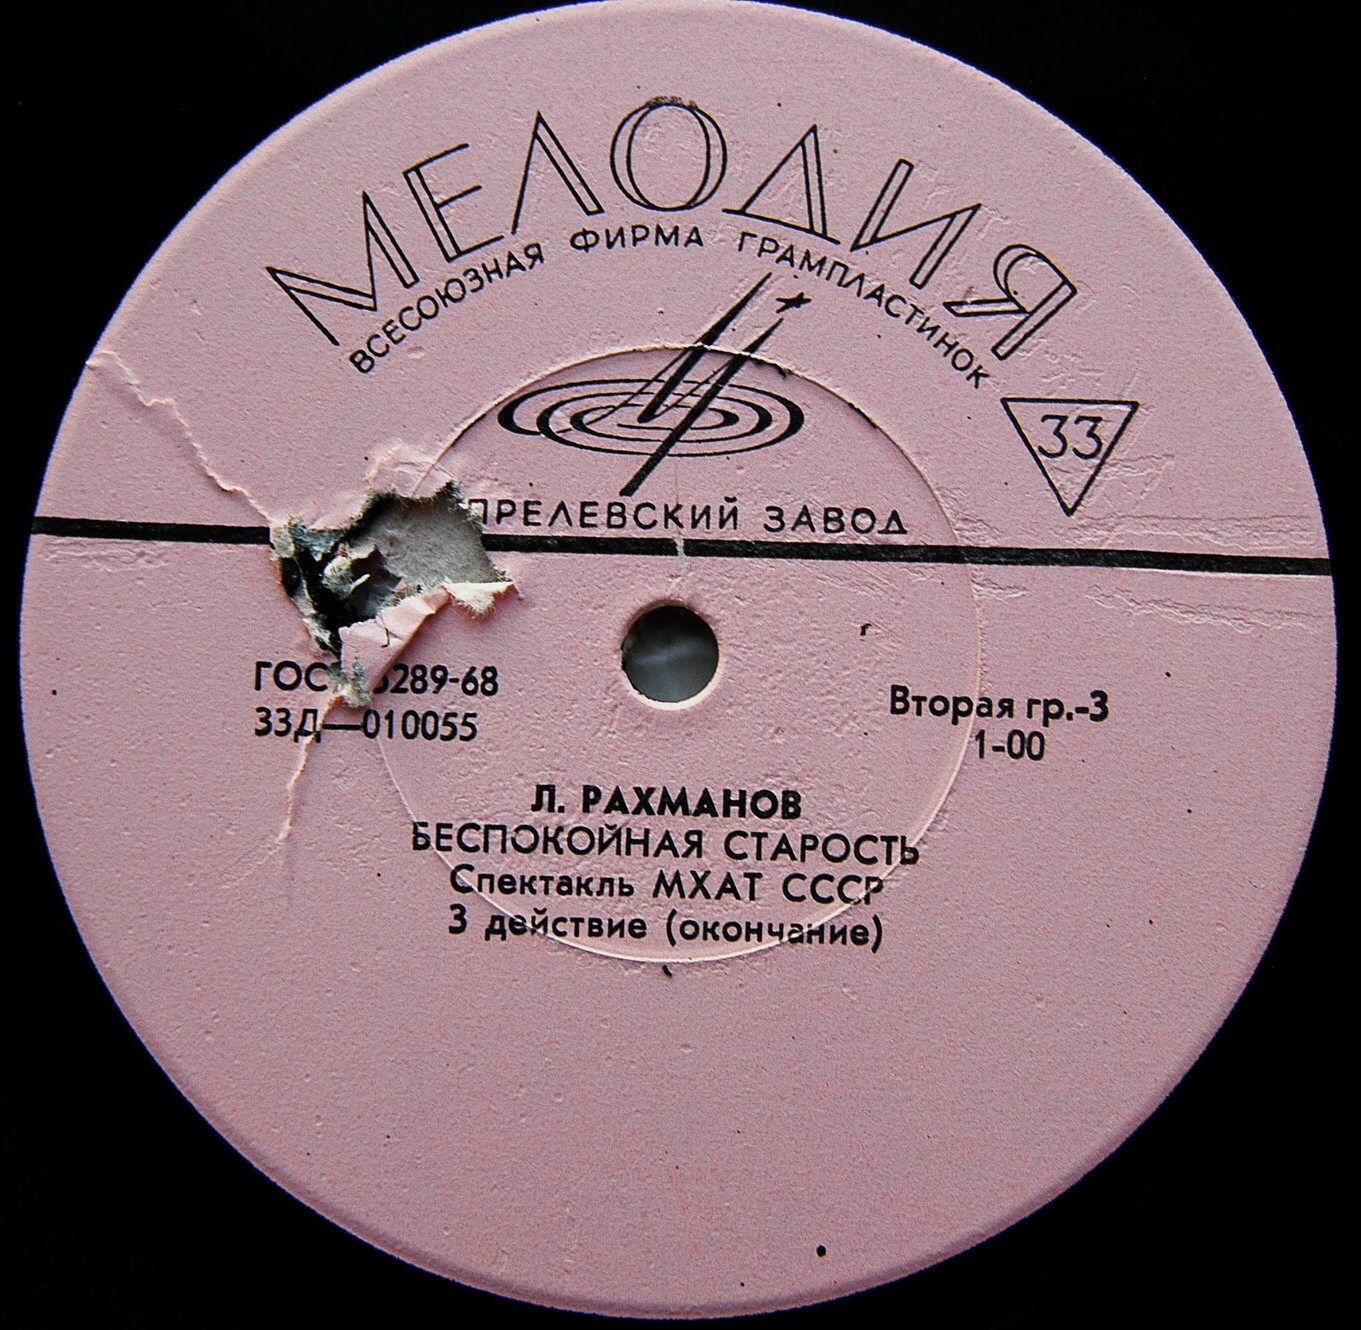 МЕЛОДИЯ
ВСЕСОЮЗНАЯ ФИРМА ГРАМПЛАСТИНОК
33
ПРЕЛЕВСКИЙ ЗАВОД
289-68
33Д—010055
Вторая гр.-3
1-00
Л. РАХМАНОВ
БЕСПОКОЙНАЯ СТАРОСТЬ
Спектакль МХАТ СССР
3 действие (окончание)